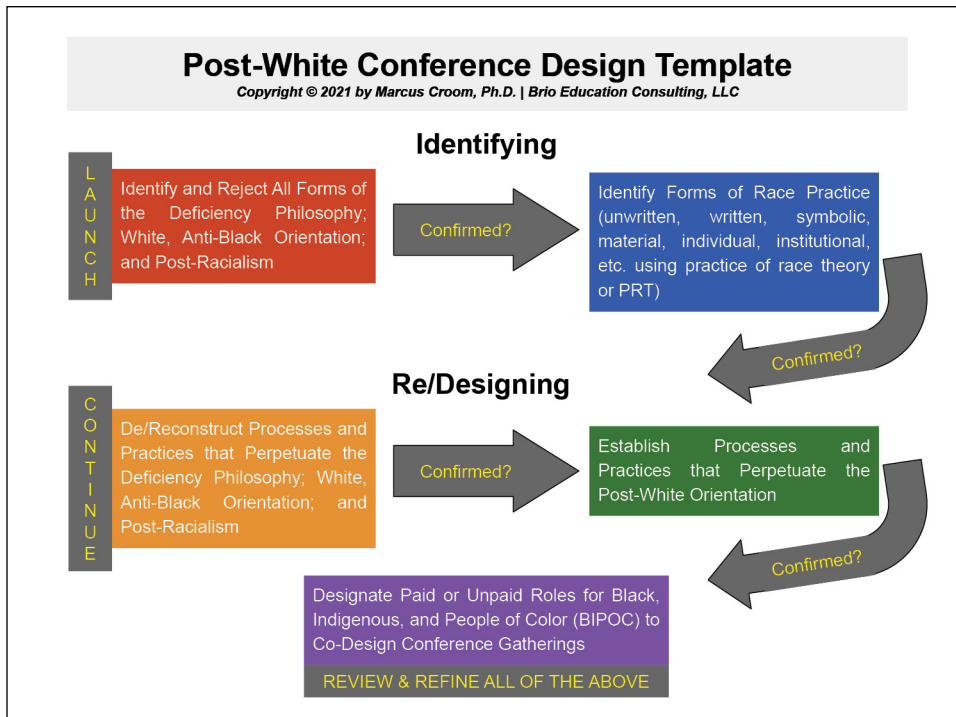 Post-White Conference Design Template
Copyright © 2021 by Marcus Croom, Ph.D. | Brio Education Consulting, LLC
Identifying
LAUNCH
Identify and Reject All Forms of
the Deficiency Philosophy;
White, Anti-Black Orientation;
and Post-Racialism
Confirmed?
Identify Forms of Race Practice
(unwritten, written, symbolic,
material, individual, institutional,
etc. using practice of race theory
or PRT)
Confirmed?
Re/Designing
CONTINUE
De/Reconstruct Processes and
Practices that Perpetuate the
Deficiency Philosophy; White,
Anti-Black Orientation; and
Post-Racialism
Confirmed?
Establish Processes and
Practices that Perpetuate the
Post-White Orientation
Confirmed?
Designate Paid or Unpaid Roles for Black,
Indigenous, and People of Color (BIPOC) to
Co-Design Conference Gatherings
REVIEW & REFINE ALL OF THE ABOVE